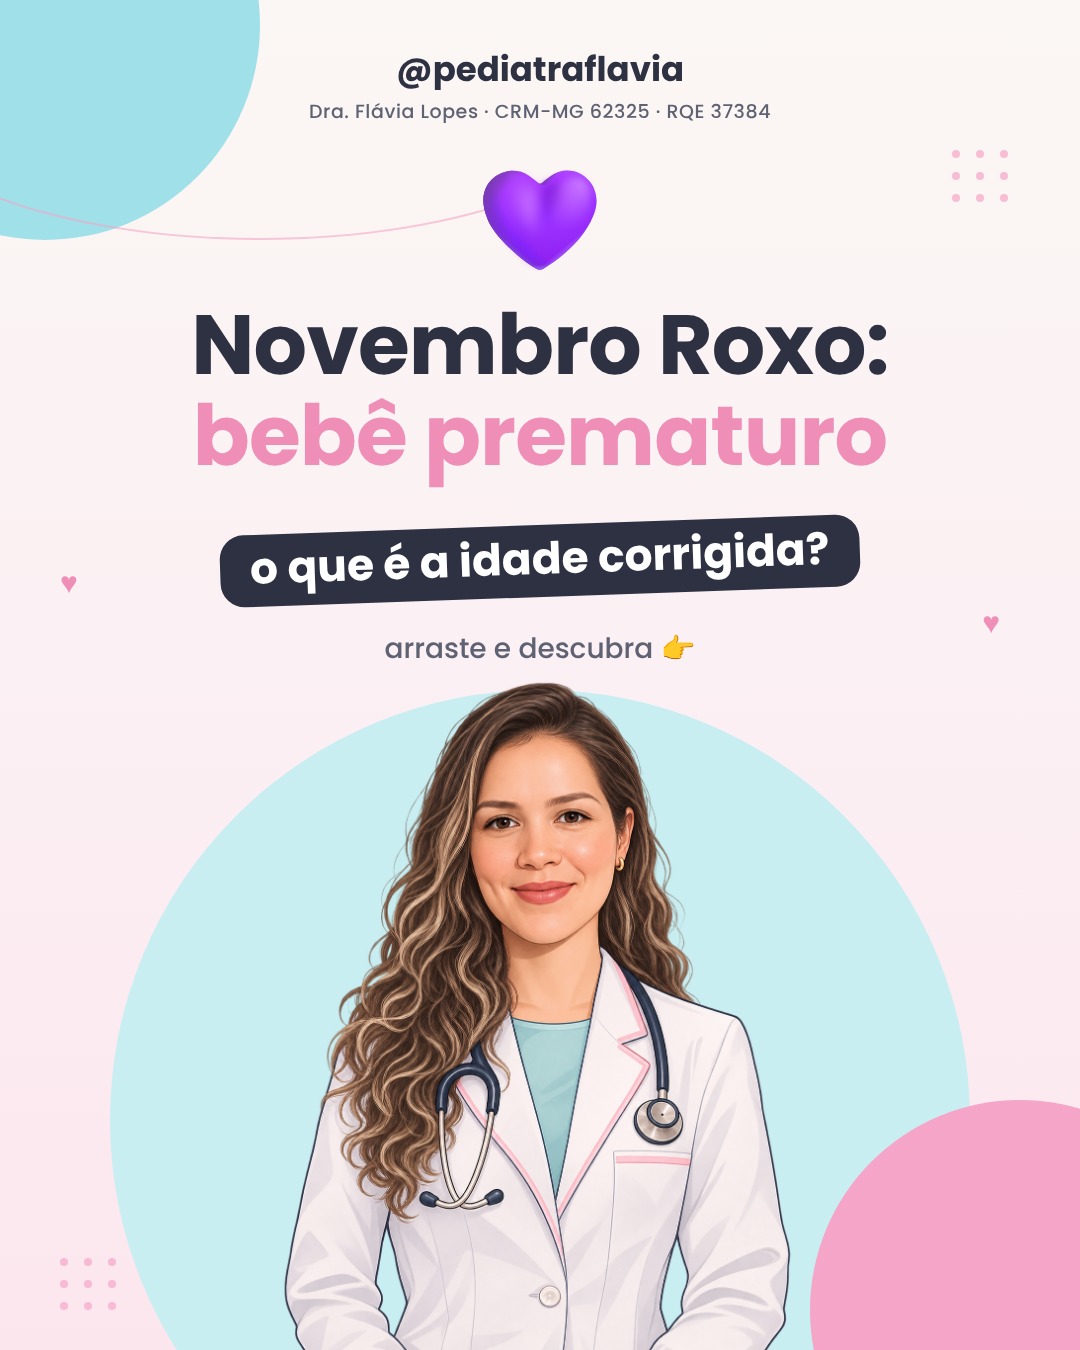 @pediatraflavia
Dra. Flávia Lopes · CRM-MG 62325 · RQE 37384
Novembro Roxo:
bebê prematuro
o que é a idade corrigida?
arraste e descubra 👉